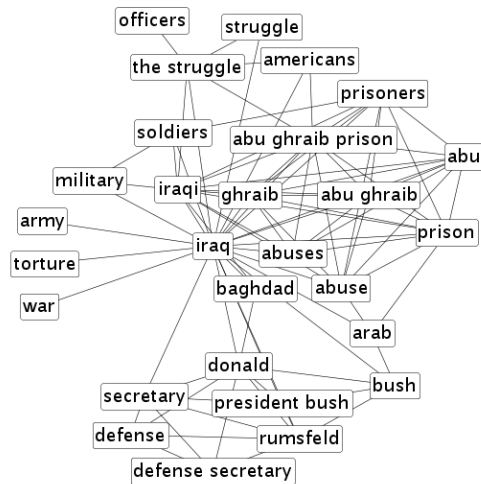 officers
struggle
the struggle
americans
prisoners
soldiers
abu ghraib prison
abu
military
iraqi
ghraib
abu ghraib
army
prison
iraq
abuses
torture
baghdad
abuse
war
arab
donald
bush
secretary
president bush
defense
rumsfeld
defense secretary